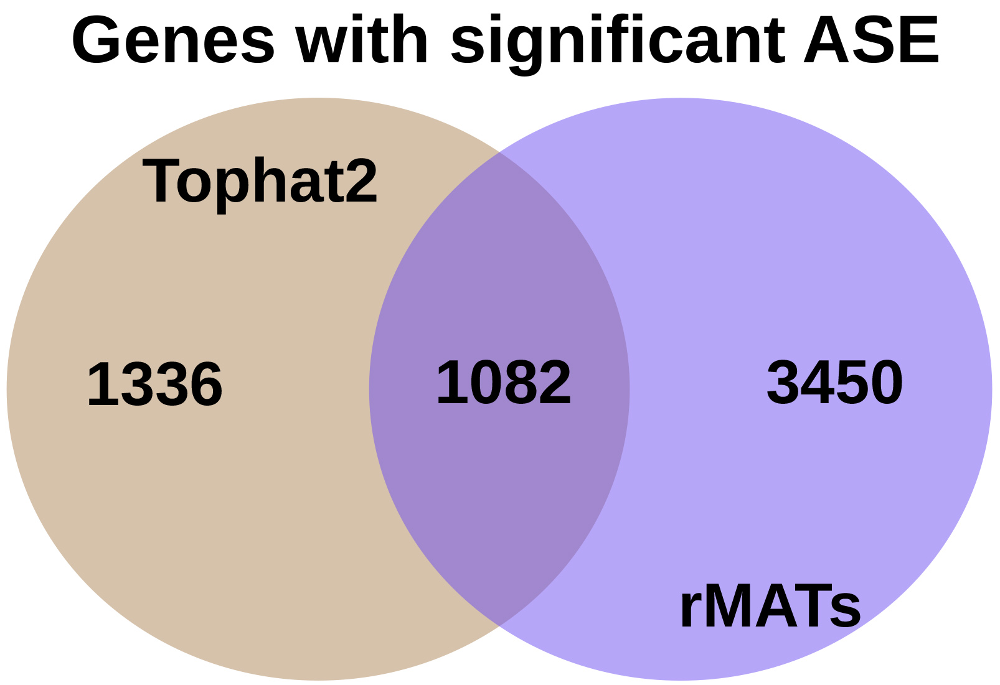 Genes with significant ASE
Tophat2
1336
1082
3450
rMATs